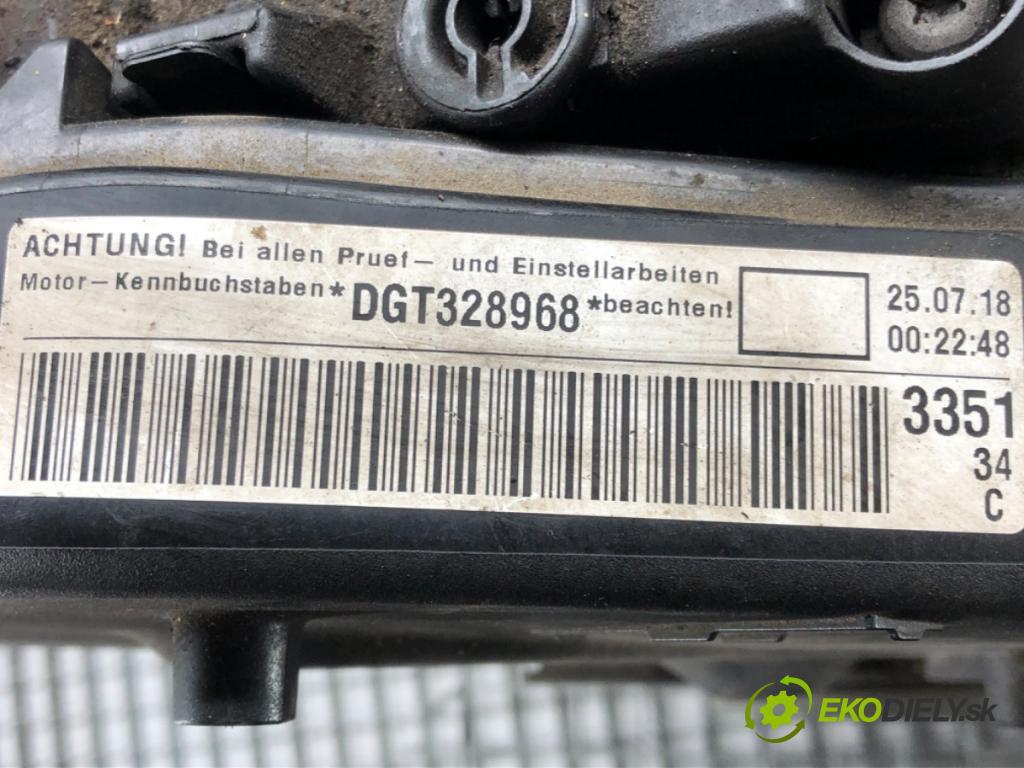 ACHTUNG! Bei allen Pruef- und Einstellarbeiten
Motor-Kennbuchstaben*DGT328968*beachten!
25.07.18
00:22:48
3351
34
C
EKODIELY.sk